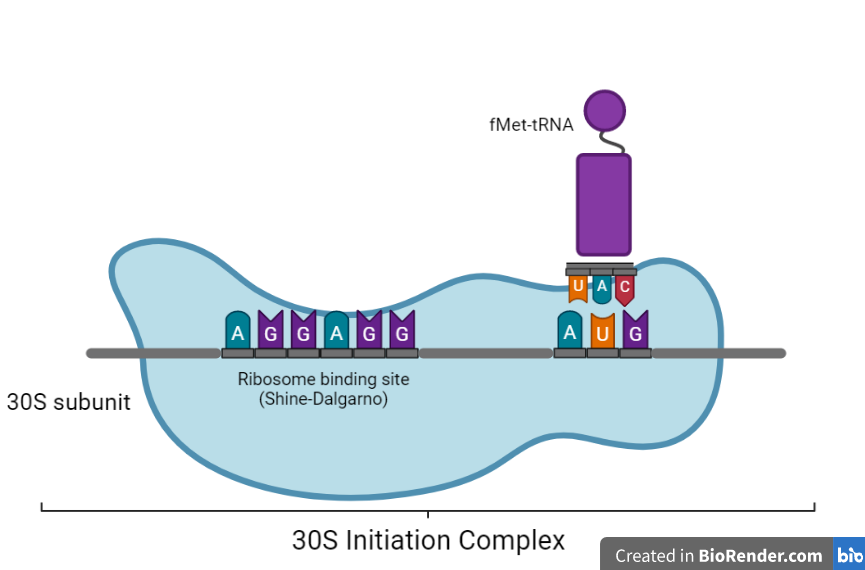 fMet-tRNA
U A C
A G G A G G
A U G
Ribosome binding site
(Shine-Dalgarno)
30S subunit
30S Initiation Complex
Created in BioRender.com bio